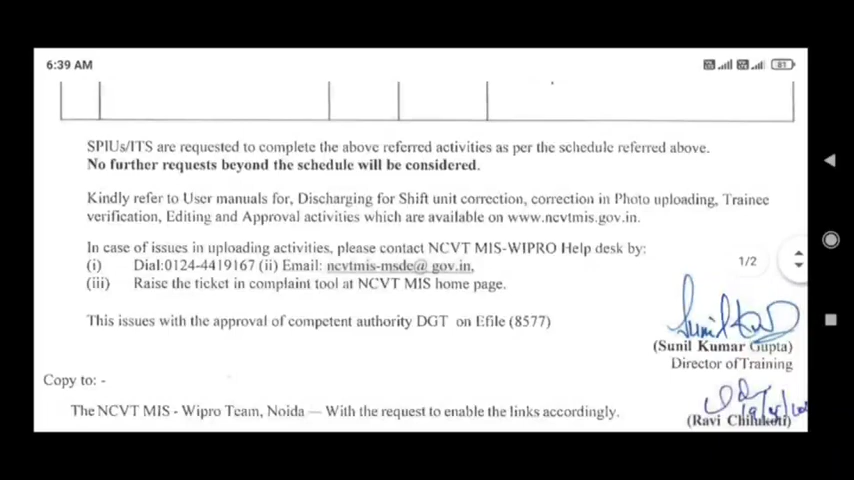 6:39 AM
81
SPIUs/ITS are requested to complete the above referred activities as per the schedule referred above.
No further requests beyond the schedule will be considered.
Kindly refer to User manuals for, Discharging for Shift unit correction, correction in Photo uploading, Trainee
verification, Editing and Approval activities which are available on www.ncvtmis.gov.in.
In case of issues in uploading activities, please contact NCVT MIS-WIPRO Help desk by:
(i) Dial:0124-4419167 (ii) Email: ncvtmis-msde@ gov.in,
1/2
(iii) Raise the ticket in complaint tool at NCVT MIS home page.
This issues with the approval of competent authority DGT on Efile (8577)
(Sunil Kumar Gupta)
Director of Training
Copy to: -
The NCVT MIS - Wipro Team, Noida — With the request to enable the links accordingly.
(Ravi Chilukoti)